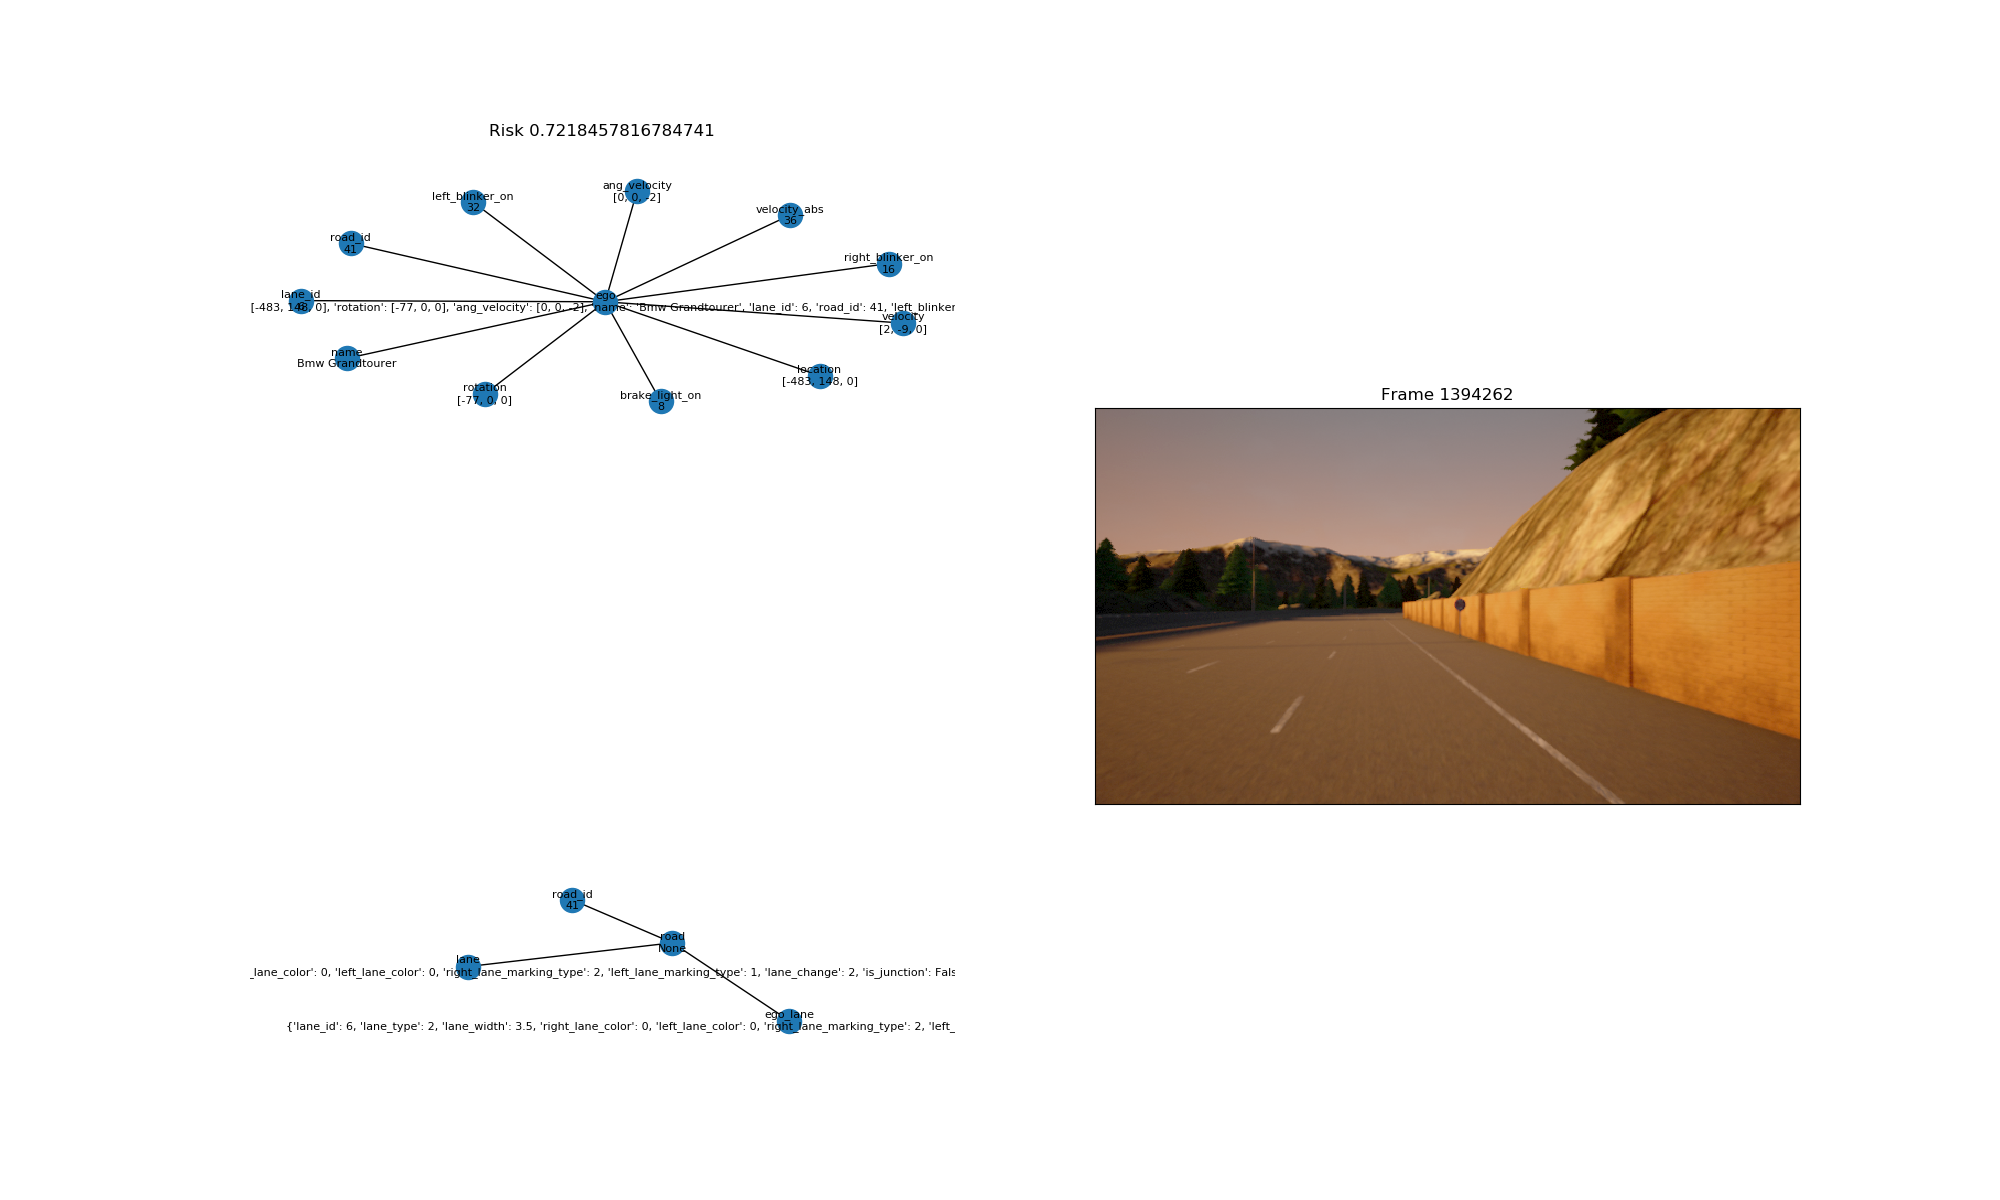 Risk 0.7218457816784741
ang_velocity
[0, 0, -2]
left_blinker_on
32
velocity_abs
36
road_id
41
right_blinker_on
16
lane_id
6
ego
[-483, 148, 0], 'rotation': [-77, 0, 0], 'ang_velocity': [0, 0, -2], 'name': 'Bmw Grandtourer', 'lane_id': 6, 'road_id': 41, 'left_blinker
velocity
[2, -9, 0]
name
Bmw Grandtourer
location
[-483, 148, 0]
rotation
[-77, 0, 0]
brake_light_on
8
Frame 1394262
road_id
41
road
None
lane
_lane_color': 0, 'left_lane_color': 0, 'right_lane_marking_type': 2, 'left_lane_marking_type': 1, 'lane_change': 2, 'is_junction': Fals
ego_lane
{'lane_id': 6, 'lane_type': 2, 'lane_width': 3.5, 'right_lane_color': 0, 'left_lane_color': 0, 'right_lane_marking_type': 2, 'left_